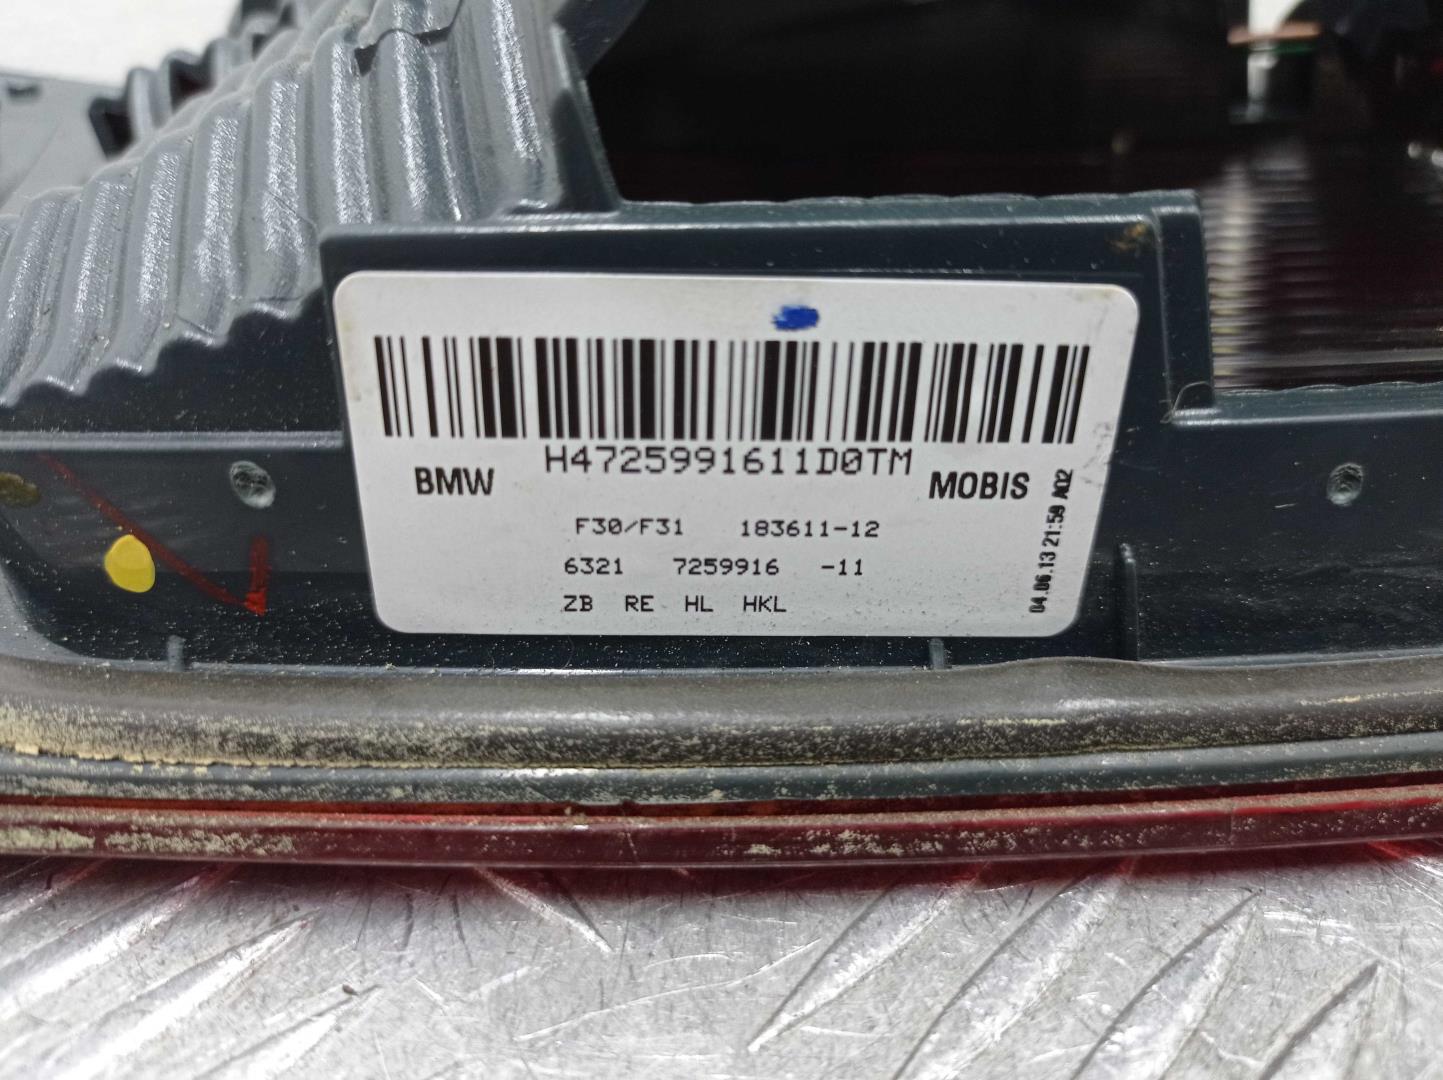 H4725991611D0TM
BMW
MOBIS
F30/F31 183611-12
6321 7259916 -11
ZB RE HL HKL
04.06.13 21:59 A02